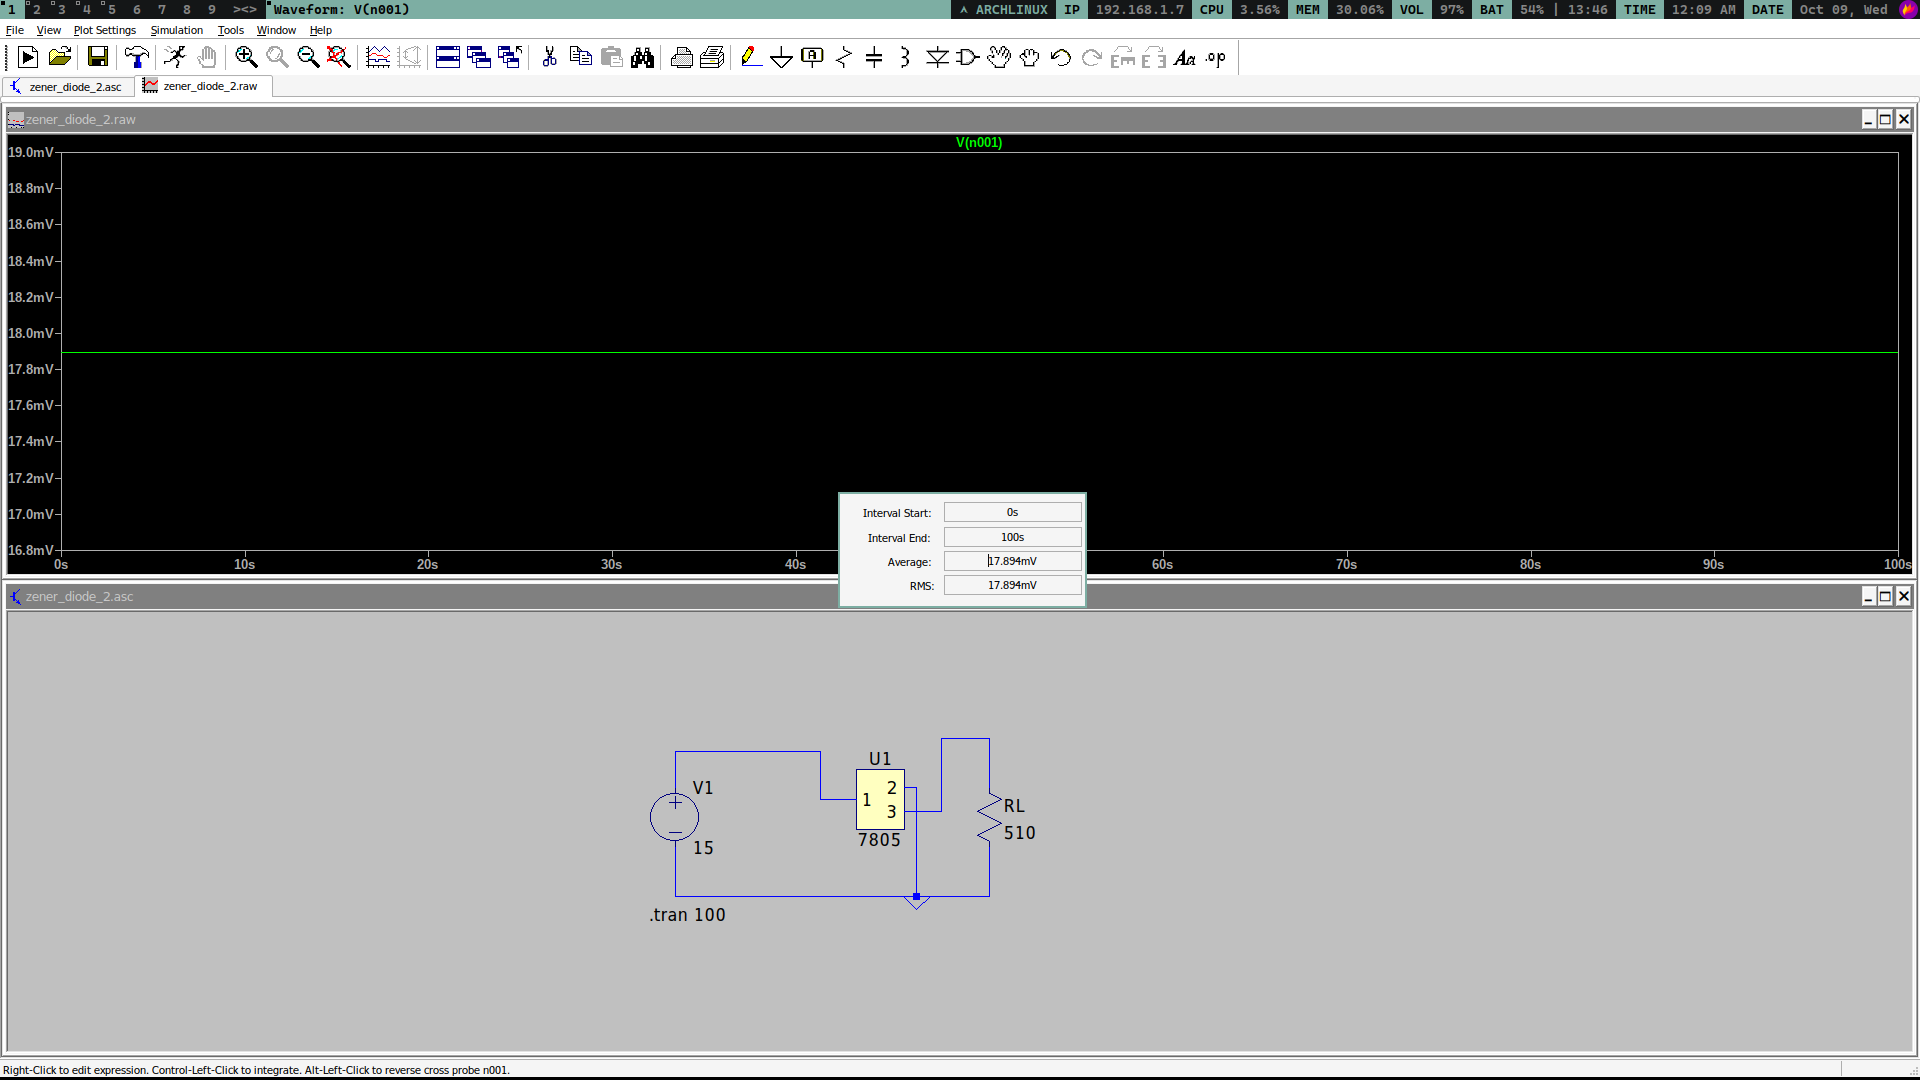 1 2 3 4 5 6 7 8 9 ><> Waveform: V(n001) ARCHLINUX IP 192.168.1.7 CPU 3.56% MEM 30.06% VOL 97% BAT 54% | 13:46 TIME 12:09 AM DATE Oct 09, Wed
File View Plot Settings Simulation Tools Window Help
A Aa .op
zener_diode_2.asc zener_diode_2.raw
zener_diode_2.raw
V(n001)
19.0mV
18.8mV
18.6mV
18.4mV
18.2mV
18.0mV
17.8mV
17.6mV
17.4mV
17.2mV
17.0mV
16.8mV
0s 10s 20s 30s 40s 60s 70s 80s 90s 100s
Interval Start: 0s
Interval End: 100s
Average: 17.894mV
RMS: 17.894mV
zener_diode_2.asc
U1
V1
1
2
3
7805
RL
510
15
.tran 100
Right-Click to edit expression. Control-Left-Click to integrate. Alt-Left-Click to reverse cross probe n001.